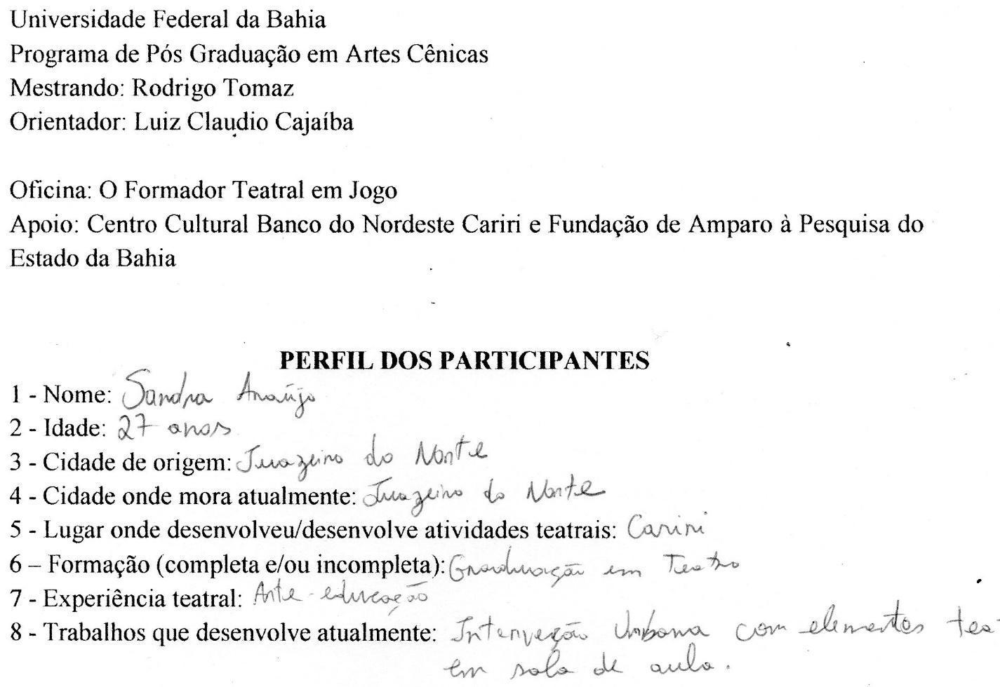 Universidade Federal da Bahia
Programa de Pós Graduação em Artes Cênicas
Mestrando: Rodrigo Tomaz
Orientador: Luiz Claudio Cajaíba
Oficina: O Formador Teatral em Jogo
Apoio: Centro Cultural Banco do Nordeste Cariri e Fundação de Amparo à Pesquisa do
Estado da Bahia
PERFIL DOS PARTICIPANTES
1 - Nome: Sandra Araújo
2 - Idade: 27 anos
3 - Cidade de origem: Juazeiro do Norte
4 - Cidade onde mora atualmente: Juazeiro do Norte
5 - Lugar onde desenvolveu/desenvolve atividades teatrais: Cariri
6 – Formação (completa e/ou incompleta): Graduação em Teatro
7 - Experiência teatral: Arte-educação
8 - Trabalhos que desenvolve atualmente: Interveção Urbana com elementos
em sala de aula.